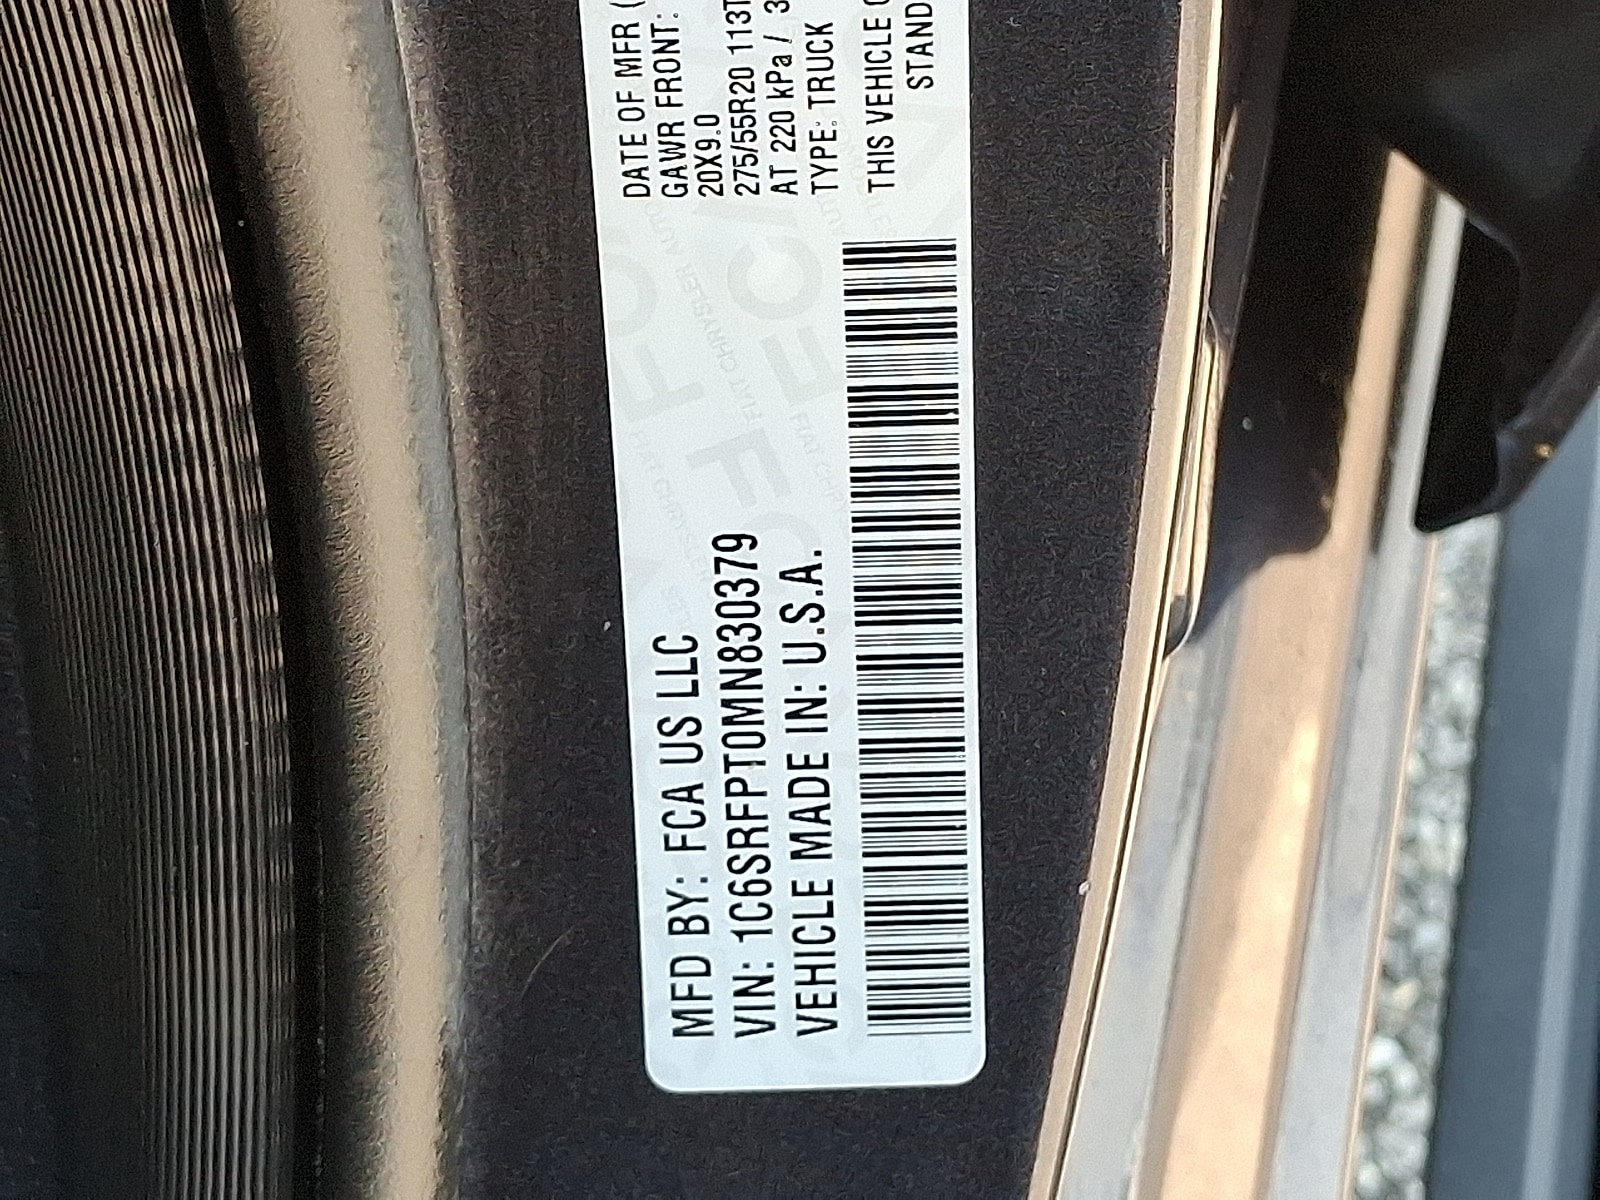 MFD BY: FCA US LLC
VIN: 1C6SRFPT0MN830379
VEHICLE MADE IN: U.S.A.
DATE OF MFR (
GAWR FRONT:
20X9.0
275/55R20 113T
AT 220 kPa / 3
TYPE: TRUCK
THIS VEHICLE
STAND